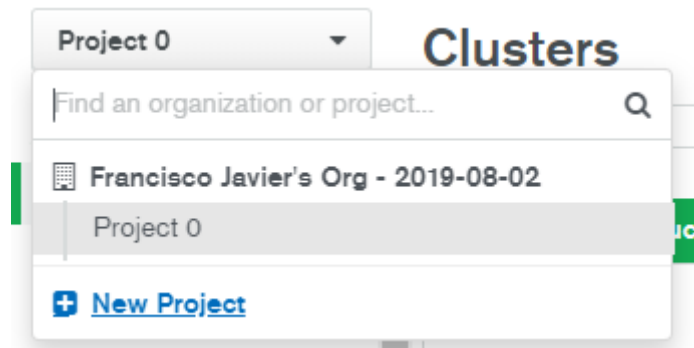 Project 0
Clusters
Find an organization or project...
Francisco Javier's Org - 2019-08-02
Project 0
New Project